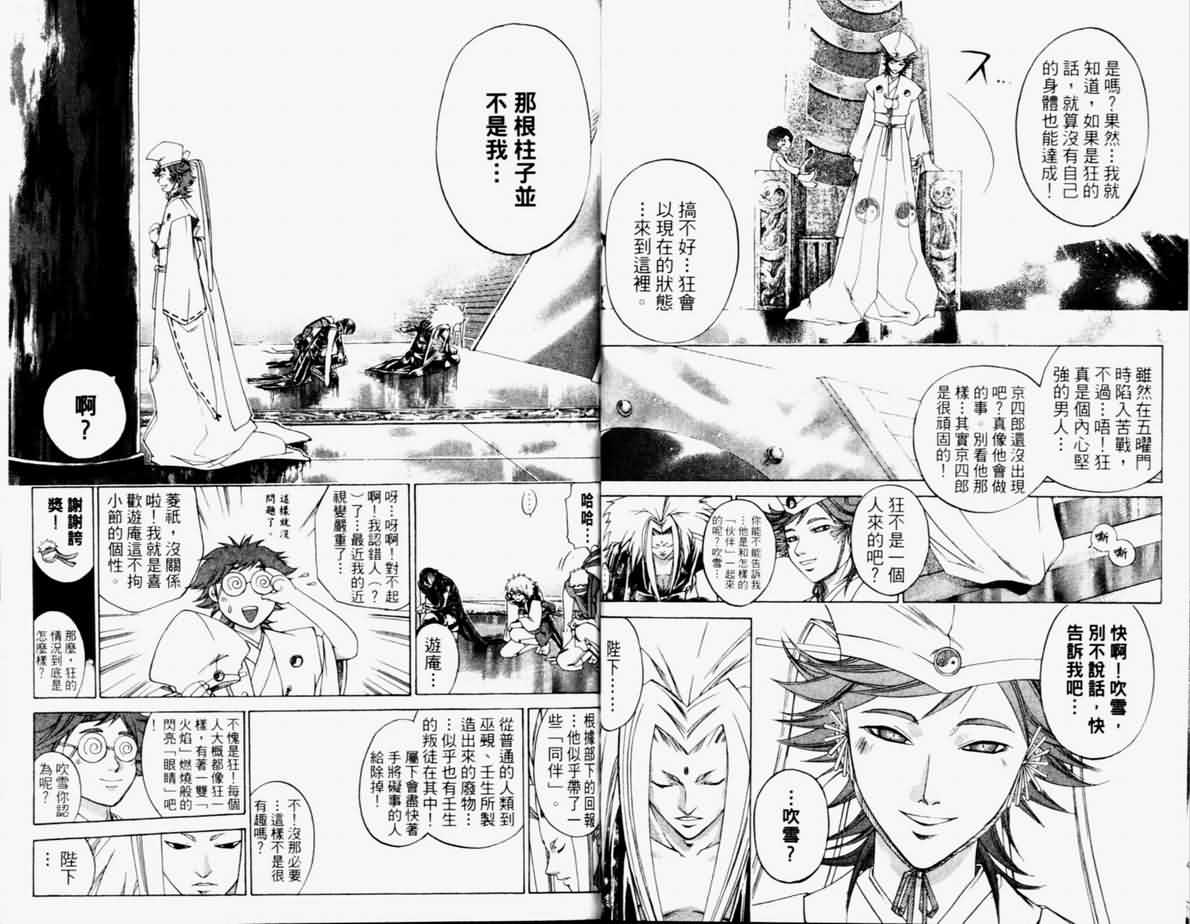 是嗎？果然…我就
知道，如果是狂的
話，就算沒有自己
的身體也能達成！
ス…
搞不好…狂會
以現在的狀態
…來到這裡。
雖然在五曜門
時陷入苦戰，
不過…唔！狂
真是個內心堅
強的男人…
京四郎還沒出現
吧？真像他會做
的事。別看他那
樣…其實京四郎
是很頑固的！
嘶
嘶
狂不是一個
人來的吧？
你能不能告訴我
…他是和怎樣的
「伙伴」一起來
的呢？吹雪
快啊！吹雪，
別不說話，快
告訴我吧…
…吹雪？
陛下
……
那根柱子並
不是我…
啊？
哈哈…
…
遊庵…
呀…呀啊！對不起
啊！我認錯人（？
）了…最近我的近
視變嚴重了…
這樣就沒
問題了。
菱祇，沒關係
啦！我就是喜
歡遊庵這不拘
小節的個性。
謝謝誇
獎！
那麼，狂的
情況到底是
怎麼樣？
根據部下的回報
…他似乎帶了一
些「同伴」。
從普通的人類到
巫覡、壬生所製
造出來的廢物…
…似乎也有壬生
的叛徒在其中！
屬下會盡快著
手將礙事的人
給除掉！
不！沒那必要
…這樣不是很
有趣嗎？
不愧是狂！每個
人大概都像狂一
樣，有著一雙「
火焰」燃燒般的
閃亮「眼睛」吧
！
吹雪你認
為呢？
陛下
…